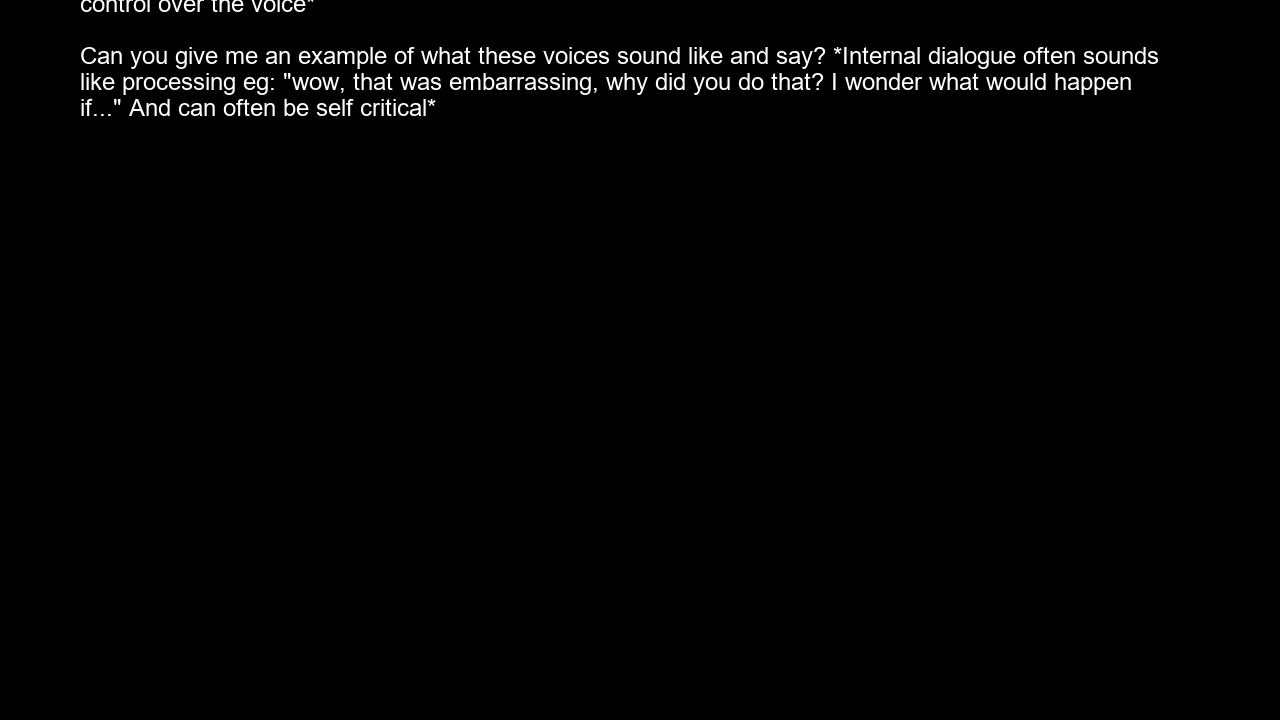 control over the voice*
Can you give me an example of what these voices sound like and say? *Internal dialogue often sounds
like processing eg: "wow, that was embarrassing, why did you do that? I wonder what would happen
if..." And can often be self critical*